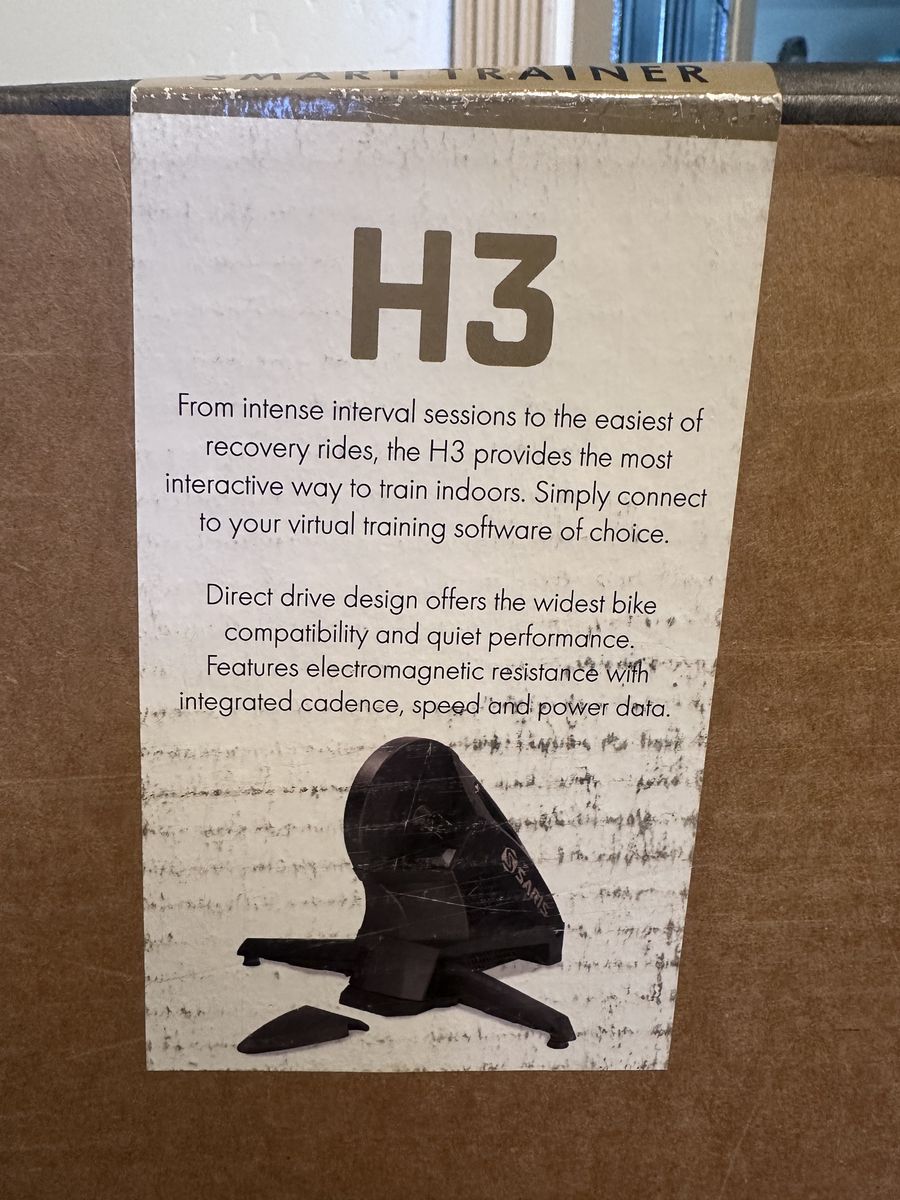 SMART TRAINER
H3
From intense interval sessions to the easiest of
recovery rides, the H3 provides the most
interactive way to train indoors. Simply connect
to your virtual training software of choice.
Direct drive design offers the widest bike
compatibility and quiet performance.
Features electromagnetic resistance with
integrated cadence, speed and power data.
SARIS